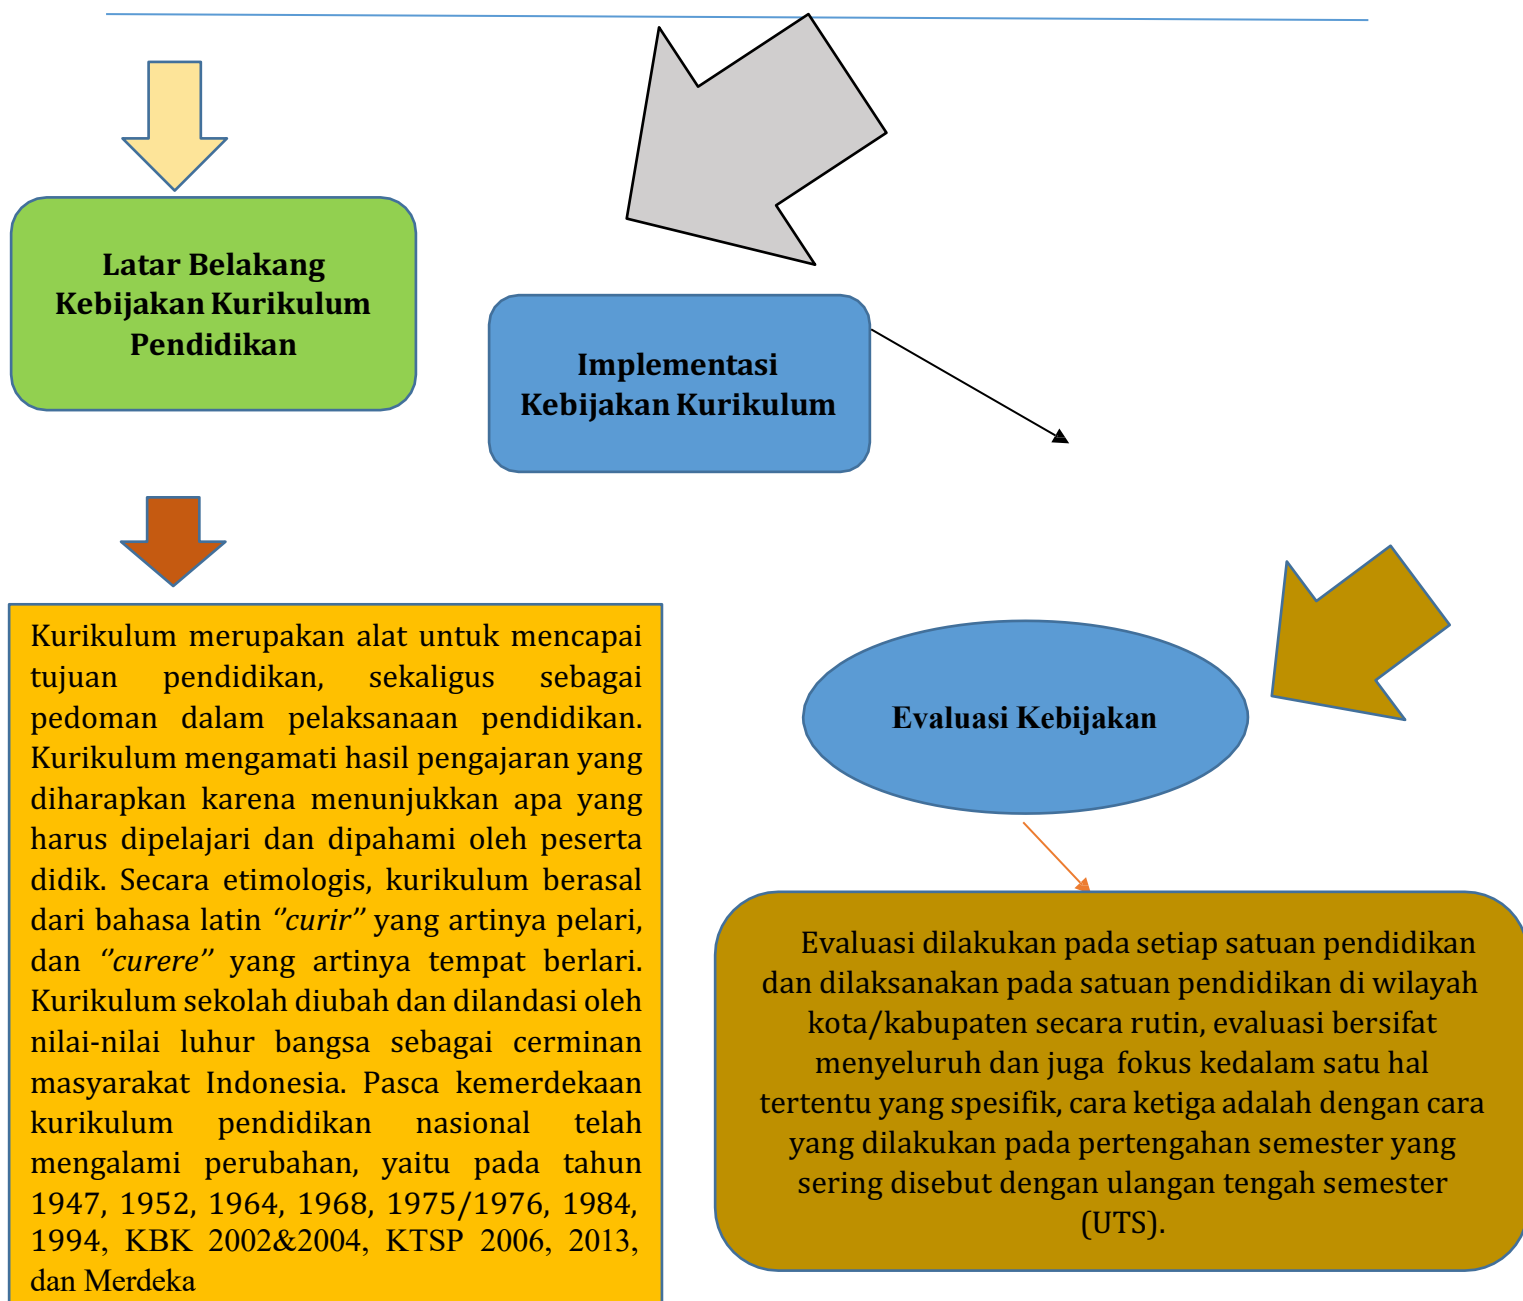 Latar Belakang
Kebijakan Kurikulum
Pendidikan
Implementasi
Kebijakan Kurikulum
Kurikulum merupakan alat untuk mencapai
tujuan pendidikan, sekaligus sebagai
pedoman dalam pelaksanaan pendidikan.
Kurikulum mengamati hasil pengajaran yang
diharapkan karena menunjukkan apa yang
harus dipelajari dan dipahami oleh peserta
didik. Secara etimologis, kurikulum berasal
dari bahasa latin ‘’curir’’ yang artinya pelari,
dan ‘’curere’’ yang artinya tempat berlari.
Kurikulum sekolah diubah dan dilandasi oleh
nilai-nilai luhur bangsa sebagai cerminan
masyarakat Indonesia. Pasca kemerdekaan
kurikulum pendidikan nasional telah
mengalami perubahan, yaitu pada tahun
1947, 1952, 1964, 1968, 1975/1976, 1984,
1994, KBK 2002&2004, KTSP 2006, 2013,
dan Merdeka
Evaluasi Kebijakan
Evaluasi dilakukan pada setiap satuan pendidikan
dan dilaksanakan pada satuan pendidikan di wilayah
kota/kabupaten secara rutin, evaluasi bersifat
menyeluruh dan juga fokus kedalam satu hal
tertentu yang spesifik, cara ketiga adalah dengan cara
yang dilakukan pada pertengahan semester yang
sering disebut dengan ulangan tengah semester
(UTS).